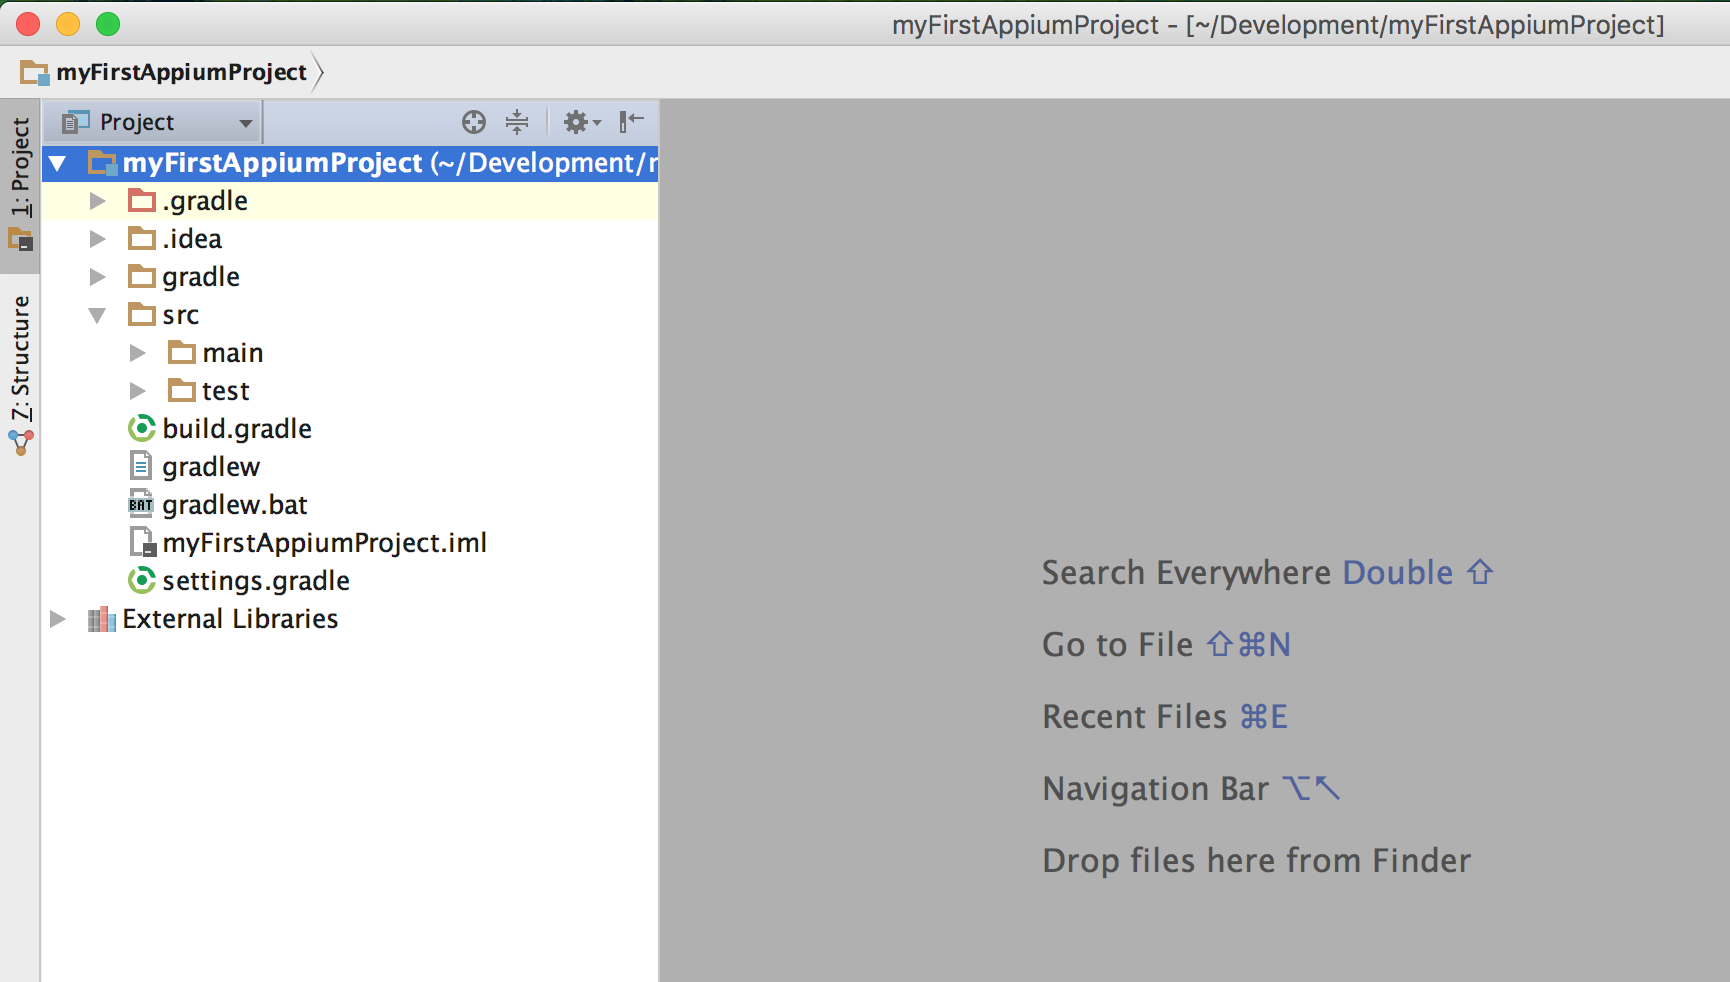 myFirstAppiumProject - [~/Development/myFirstAppiumProject]
myFirstAppiumProject
1: Project
7: Structure
Project
myFirstAppiumProject (~/Development/
.gradle
.idea
gradle
src
main
test
build.gradle
gradlew
BAT gradlew.bat
myFirstAppiumProject.iml
settings.gradle
External Libraries
Search Everywhere Double ⇧
Go to File ⇧⌘N
Recent Files ⌘E
Navigation Bar ⌥↖
Drop files here from Finder